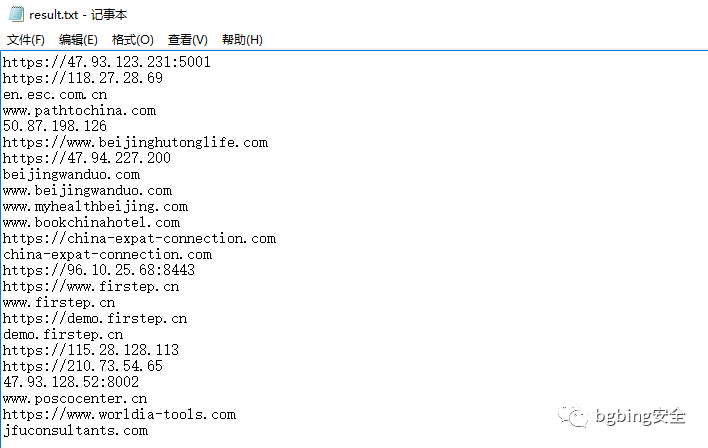 result.txt - 记事本
文件(F) 编辑(E) 格式(O) 查看(V) 帮助(H)
https://47.93.123.231:5001
https://118.27.28.69
en.esc.com.cn
www.pathtochina.com
50.87.198.126
https://www.beijinghutonglife.com
https://47.94.227.200
beijingwanduo.com
www.beijingwanduo.com
www.myhealthbeijing.com
www.bookchinahotel.com
https://china-expat-connection.com
china-expat-connection.com
https://96.10.25.68:8443
https://www.firstep.cn
www.firstep.cn
https://demo.firstep.cn
demo.firstep.cn
https://115.28.128.113
https://210.73.54.65
47.93.128.52:8002
www.poscocenter.cn
https://www.worldia-tools.com
jfuconsultants.com
bgbing安全